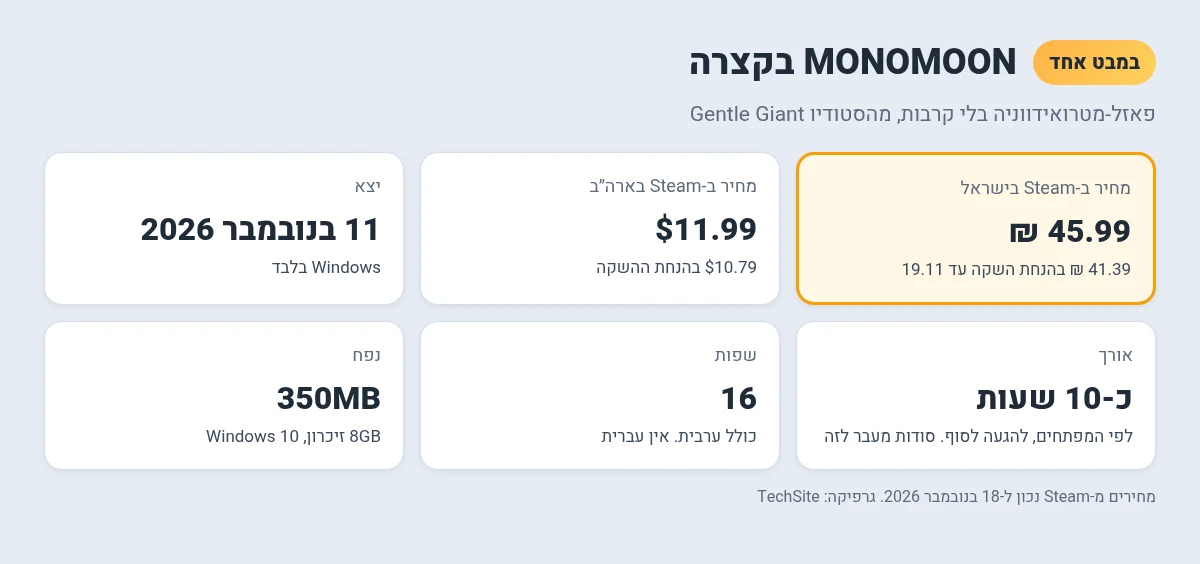 במבט אחד
MONOMOON בקצרה
פאזל-מטרואידווניה בלי קרבות, מהסטודיו Gentle Giant
מחיר ב-Steam בישראל
45.99 ₪
41.39 ₪ בהנחת השקה עד 19.11
מחיר ב-Steam בארה"ב
$11.99
$10.79 בהנחת ההשקה
יצא
11 בנובמבר 2026
Windows בלבד
אורך
כ-10 שעות
לפי המפתחים, להגעה לסוף. סודות מעבר לזה
שפות
16
כולל ערבית. אין עברית
נפח
350MB
8GB זיכרון, Windows 10
מחירים מ-Steam נכון ל-18 בנובמבר 2026. גרפיקה: TechSite